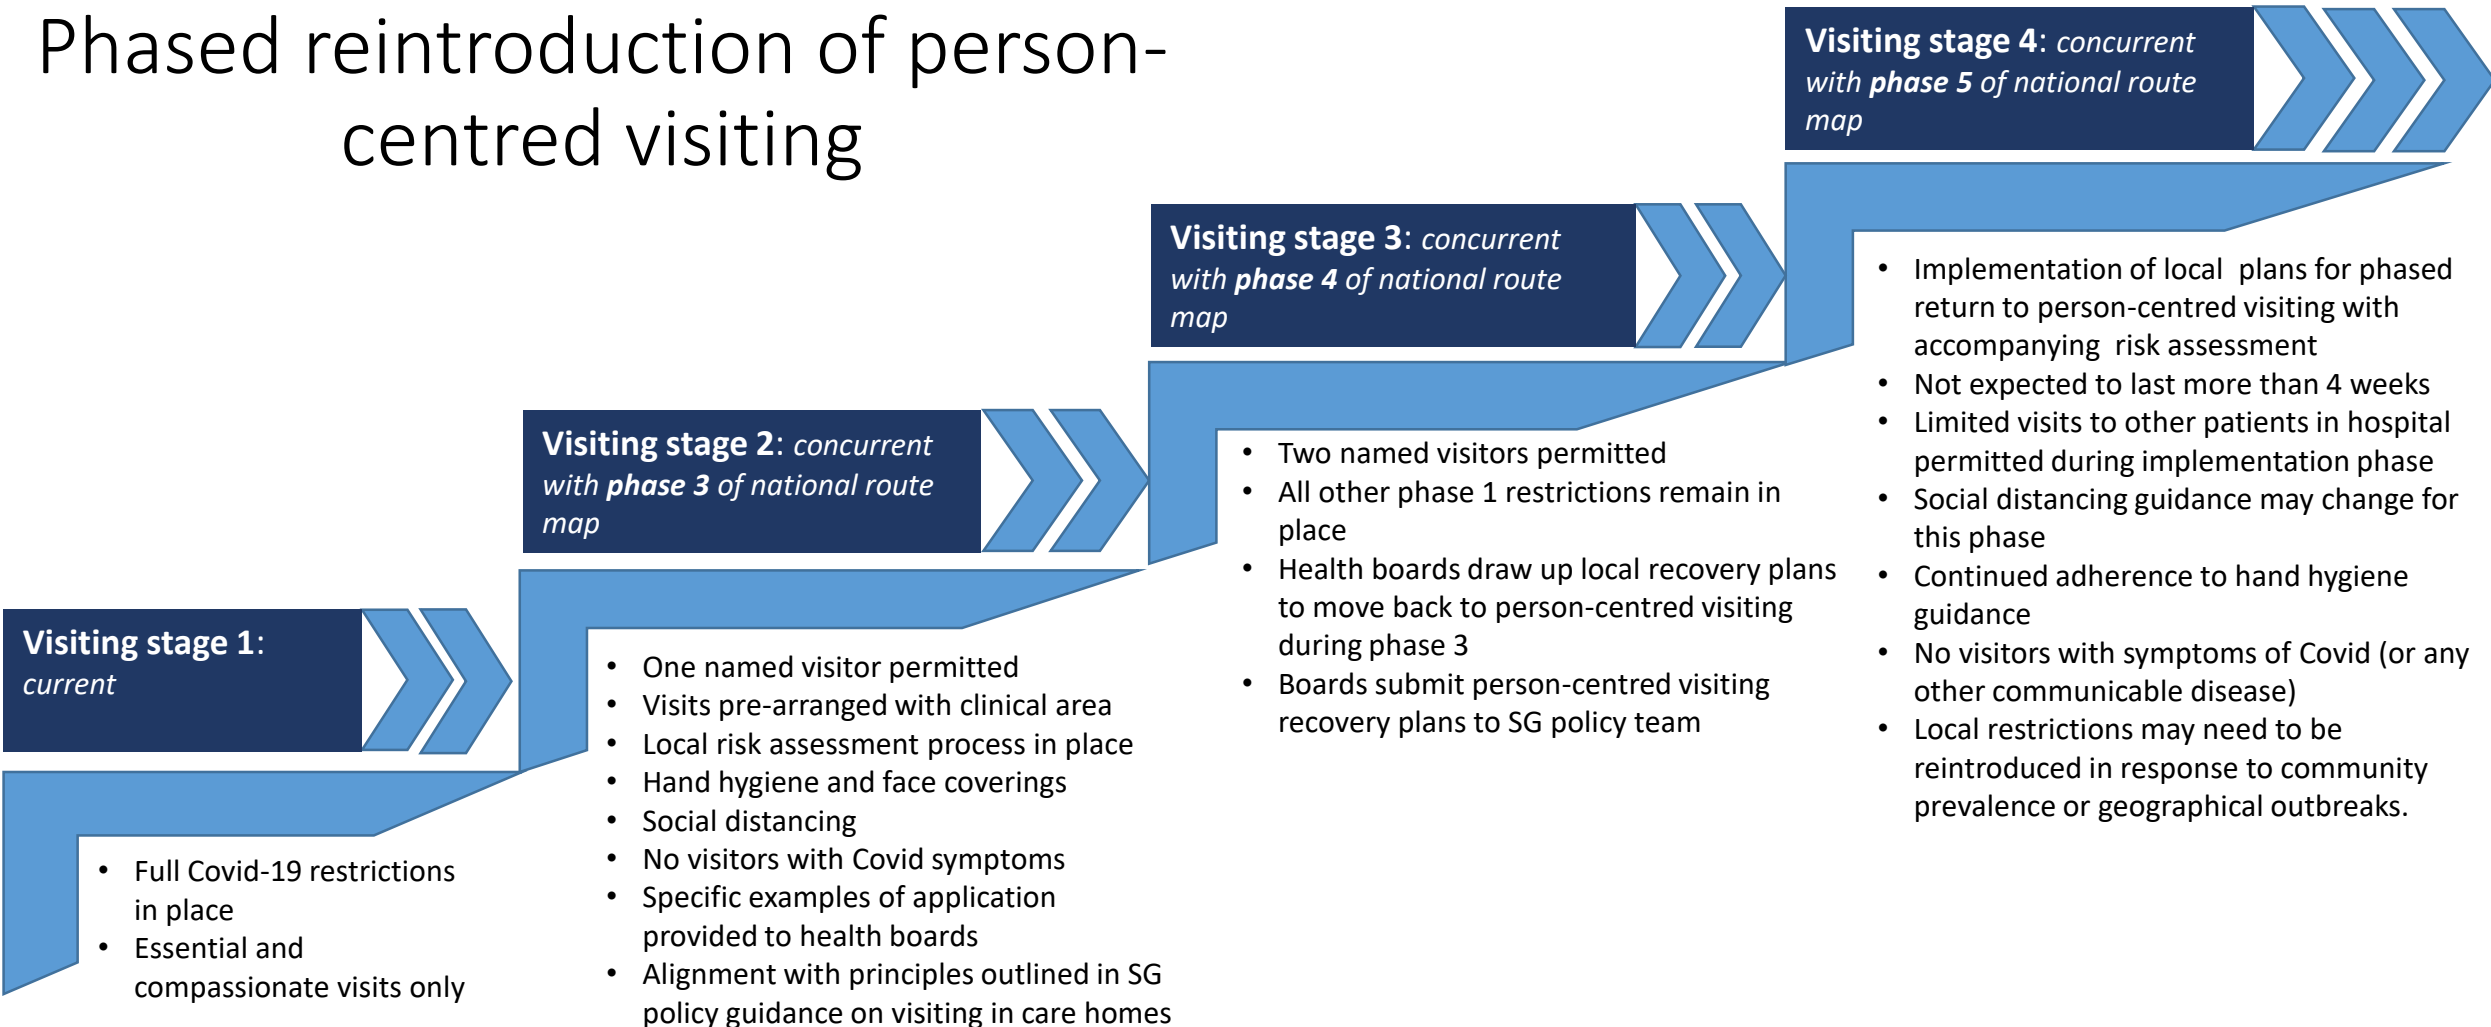 Phased reintroduction of person-
centred visiting
Visiting stage 1:
current
• Full Covid-19 restrictions
in place
• Essential and
compassionate visits only
Visiting stage 2: concurrent
with phase 3 of national route
map
• One named visitor permitted
• Visits pre-arranged with clinical area
• Local risk assessment process in place
• Hand hygiene and face coverings
• Social distancing
• No visitors with Covid symptoms
• Specific examples of application
provided to health boards
• Alignment with principles outlined in SG
policy guidance on visiting in care homes
Visiting stage 3: concurrent
with phase 4 of national route
map
• Two named visitors permitted
• All other phase 1 restrictions remain in
place
• Health boards draw up local recovery plans
to move back to person-centred visiting
during phase 3
• Boards submit person-centred visiting
recovery plans to SG policy team
Visiting stage 4: concurrent
with phase 5 of national route
map
• Implementation of local plans for phased
return to person-centred visiting with
accompanying risk assessment
• Not expected to last more than 4 weeks
• Limited visits to other patients in hospital
permitted during implementation phase
• Social distancing guidance may change for
this phase
• Continued adherence to hand hygiene
guidance
• No visitors with symptoms of Covid (or any
other communicable disease)
• Local restrictions may need to be
reintroduced in response to community
prevalence or geographical outbreaks.